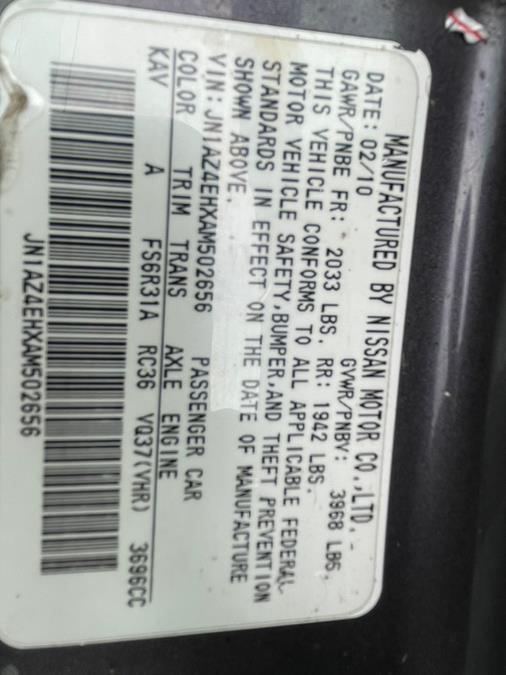 MANUFACTURED BY NISSAN MOTOR CO.,LTD.-
DATE: 02/10 GVWR/PNBV: 3968 LBS.
GAWR/PNBE FR: 2033 LBS. RR: 1942 LBS.
THIS VEHICLE CONFORMS TO ALL APPLICABLE FEDERAL
MOTOR VEHICLE SAFETY,BUMPER,AND THEFT PREVENTION
STANDARDS IN EFFECT ON THE DATE OF MANUFACTURE
SHOWN ABOVE.
VIN:JN1AZ4EHXAM502656 PASSENGER CAR
COLOR TRIM TRANS AXLE ENGINE
KAV A FS6R31A RC36 VQ37(VHR) 3696CC
JN1AZ4EHXAM502656